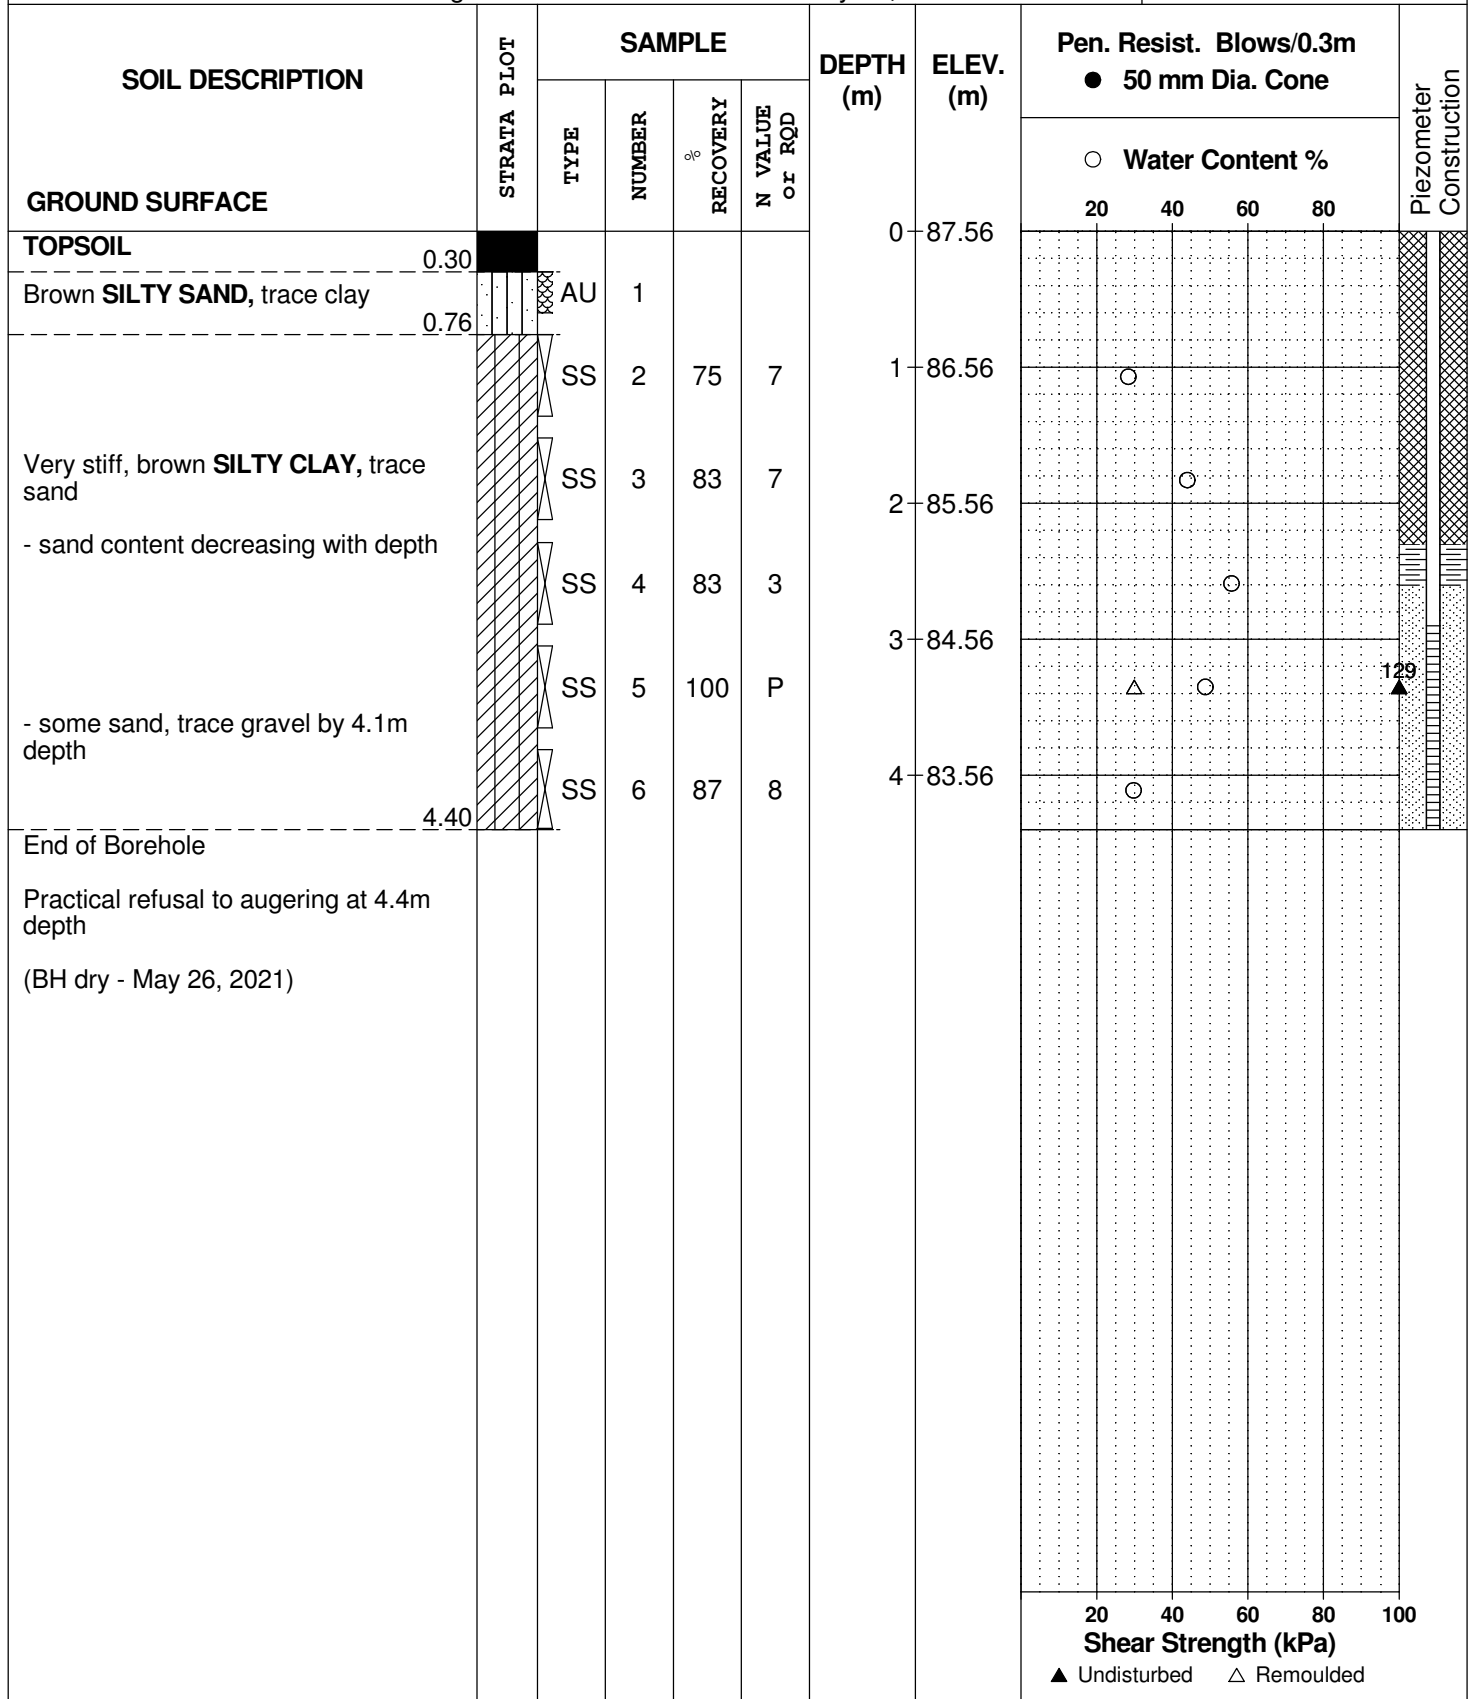 SOIL DESCRIPTION
GROUND SURFACE
STRATA PLOT
SAMPLE
TYPE
NUMBER
%
RECOVERY
N VALUE
or RQD
DEPTH
(m)
ELEV.
(m)
Pen. Resist. Blows/0.3m
● 50 mm Dia. Cone
○ Water Content %
20 40 60 80
Piezometer
Construction
TOPSOIL
0.30
0 87.56
Brown SILTY SAND, trace clay
0.76
AU 1
SS 2 75 7
1 86.56
Very stiff, brown SILTY CLAY, trace
sand
SS 3 83 7
2 85.56
- sand content decreasing with depth
SS 4 83 3
3 84.56
129
SS 5 100 P
- some sand, trace gravel by 4.1m
depth
4 83.56
SS 6 87 8
4.40
End of Borehole
Practical refusal to augering at 4.4m
depth
(BH dry - May 26, 2021)
20 40 60 80 100
Shear Strength (kPa)
▲ Undisturbed △ Remoulded